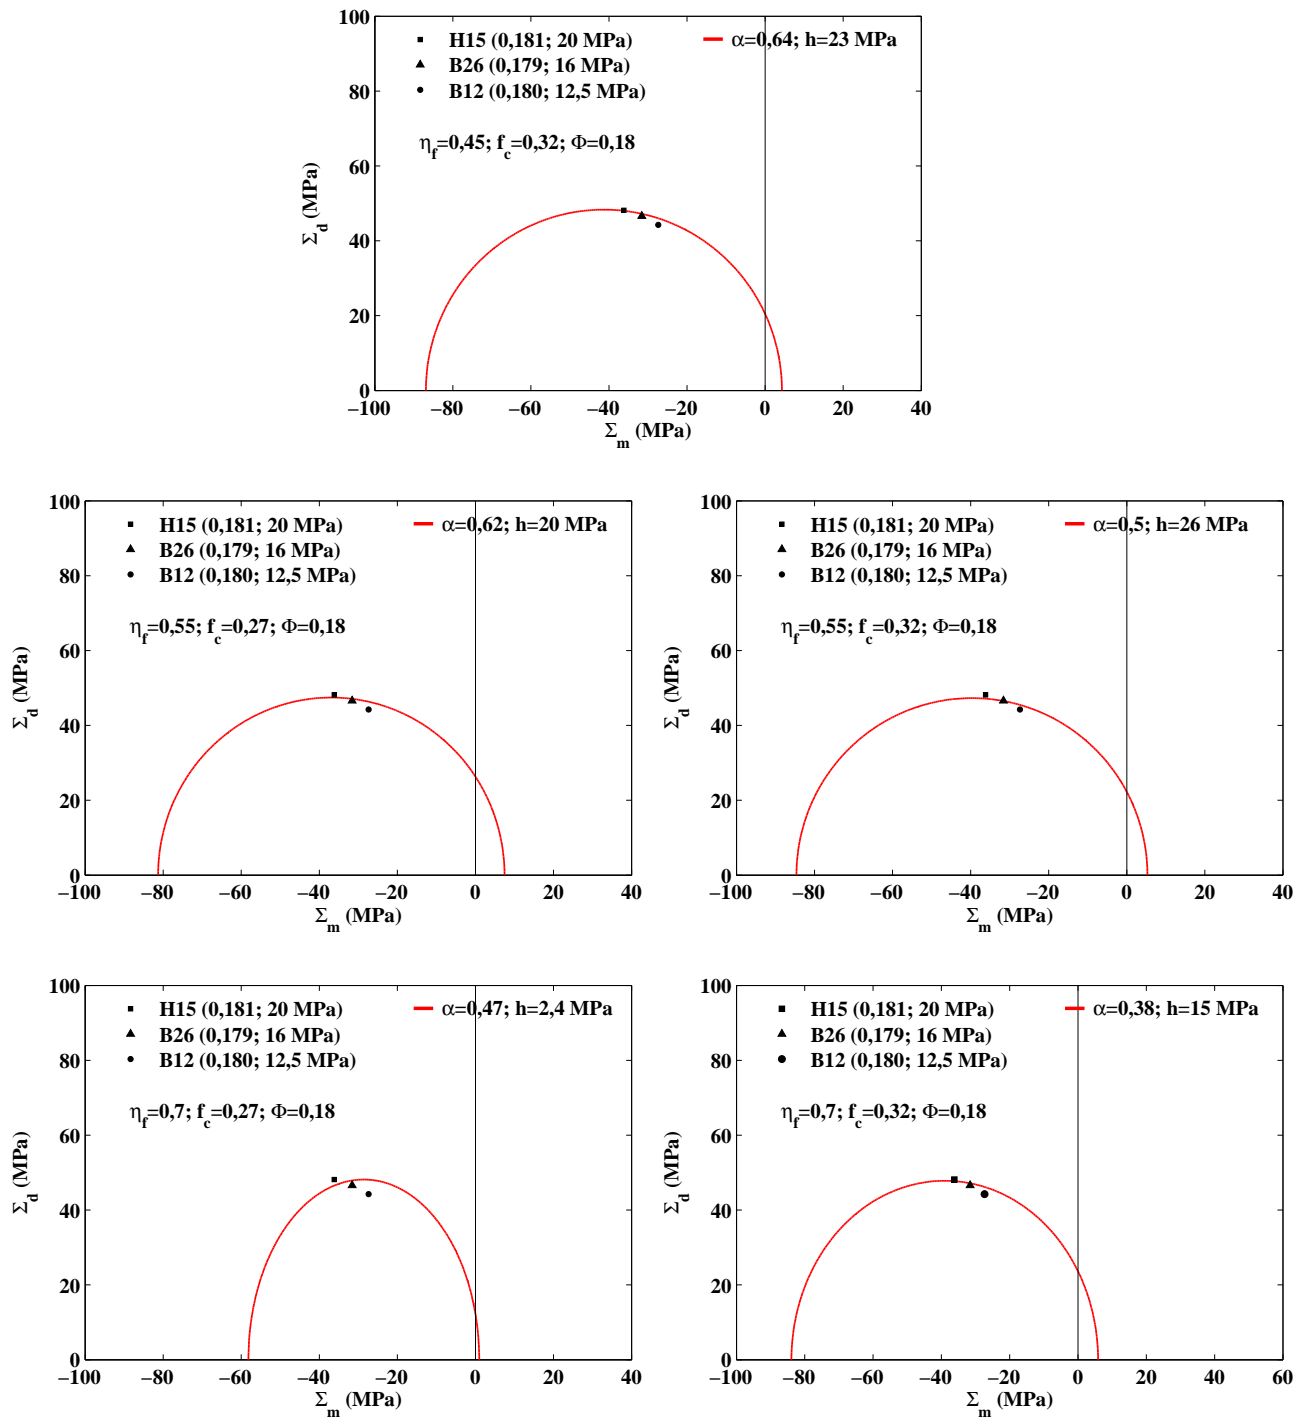 100
80
60
40
20
0
−100 −80 −60 −40 −20 0 20 40
Σ_d (MPa)
Σ_m (MPa)
H15 (0,181; 20 MPa)
B26 (0,179; 16 MPa)
B12 (0,180; 12,5 MPa)
α=0,64; h=23 MPa
η_f=0,45; f_c=0,32; Φ=0,18
100
80
60
40
20
0
−100 −80 −60 −40 −20 0 20 40
Σ_d (MPa)
Σ_m (MPa)
H15 (0,181; 20 MPa)
B26 (0,179; 16 MPa)
B12 (0,180; 12,5 MPa)
α=0,62; h=20 MPa
η_f=0,55; f_c=0,27; Φ=0,18
100
80
60
40
20
0
−100 −80 −60 −40 −20 0 20 40
Σ_d (MPa)
Σ_m (MPa)
H15 (0,181; 20 MPa)
B26 (0,179; 16 MPa)
B12 (0,180; 12,5 MPa)
α=0,5; h=26 MPa
η_f=0,55; f_c=0,32; Φ=0,18
100
80
60
40
20
0
−100 −80 −60 −40 −20 0 20 40
Σ_d (MPa)
Σ_m (MPa)
H15 (0,181; 20 MPa)
B26 (0,179; 16 MPa)
B12 (0,180; 12,5 MPa)
α=0,47; h=2,4 MPa
η_f=0,7; f_c=0,27; Φ=0,18
100
80
60
40
20
0
−100 −80 −60 −40 −20 0 20 40 60
Σ_d (MPa)
Σ_m (MPa)
H15 (0,181; 20 MPa)
B26 (0,179; 16 MPa)
B12 (0,180; 12,5 MPa)
α=0,38; h=15 MPa
η_f=0,7; f_c=0,32; Φ=0,18